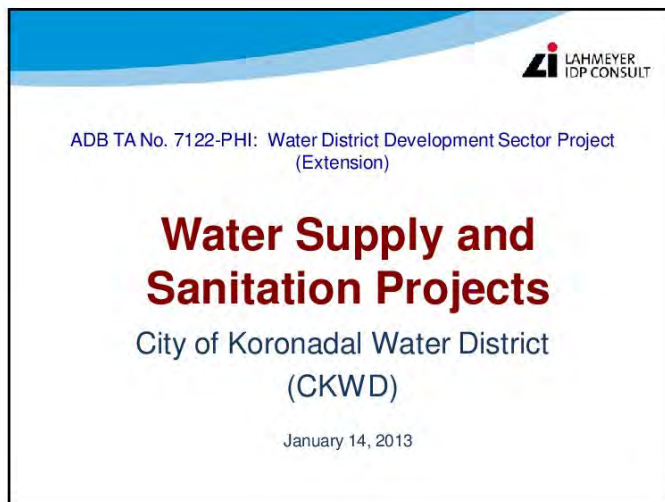 LAHMEYER
IDP CONSULT
ADB TA No. 7122-PHI: Water District Development Sector Project
(Extension)
Water Supply and
Sanitation Projects
City of Koronadal Water District
(CKWD)
January 14, 2013